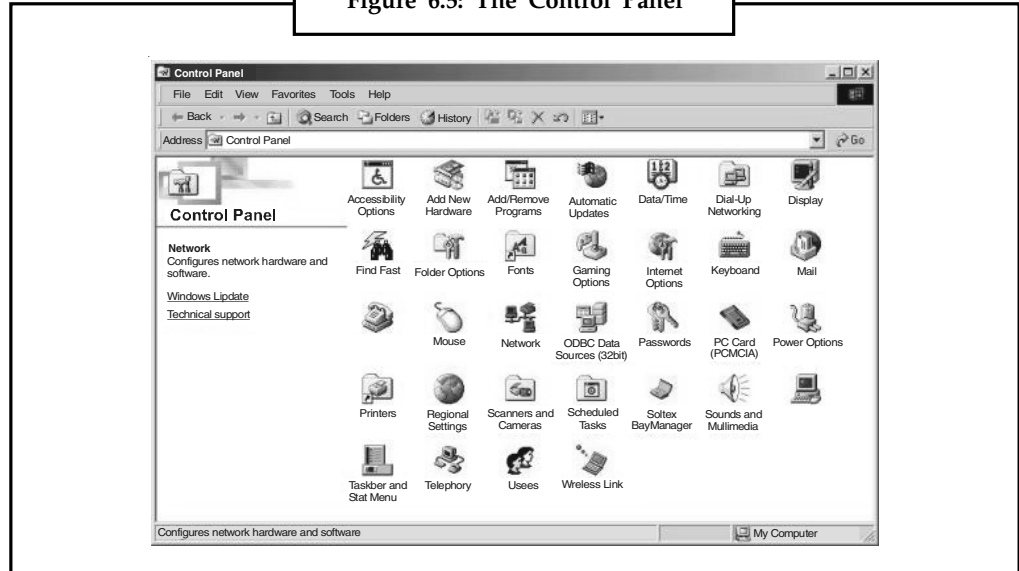 Figure 6.5: The Control Panel
Control Panel
File Edit View Favorites Tools Help
Back Search Folders History
Address Control Panel Go
Control Panel
Network
Configures network hardware and
software.
Windows Lipdate
Technical support
Accessibility Options
Add New Hardware
Add/Remove Programs
Automatic Updates
Data/Time
Dial-Up Networking
Display
Find Fast
Folder Options
Fonts
Gaming Options
Internet Options
Keyboand
Mail
Mouse
Network
ODBC Data Sources (32bit)
Passwords
PC Card (PCMCIA)
Power Options
Printers
Regional Settings
Scanners and Cameras
Scheduled Tasks
Soltex BayManager
Sounds and Mullimedia
Taskber and Stat Menu
Telephory
Usees
Wreless Link
Configures network hardware and software
My Computer